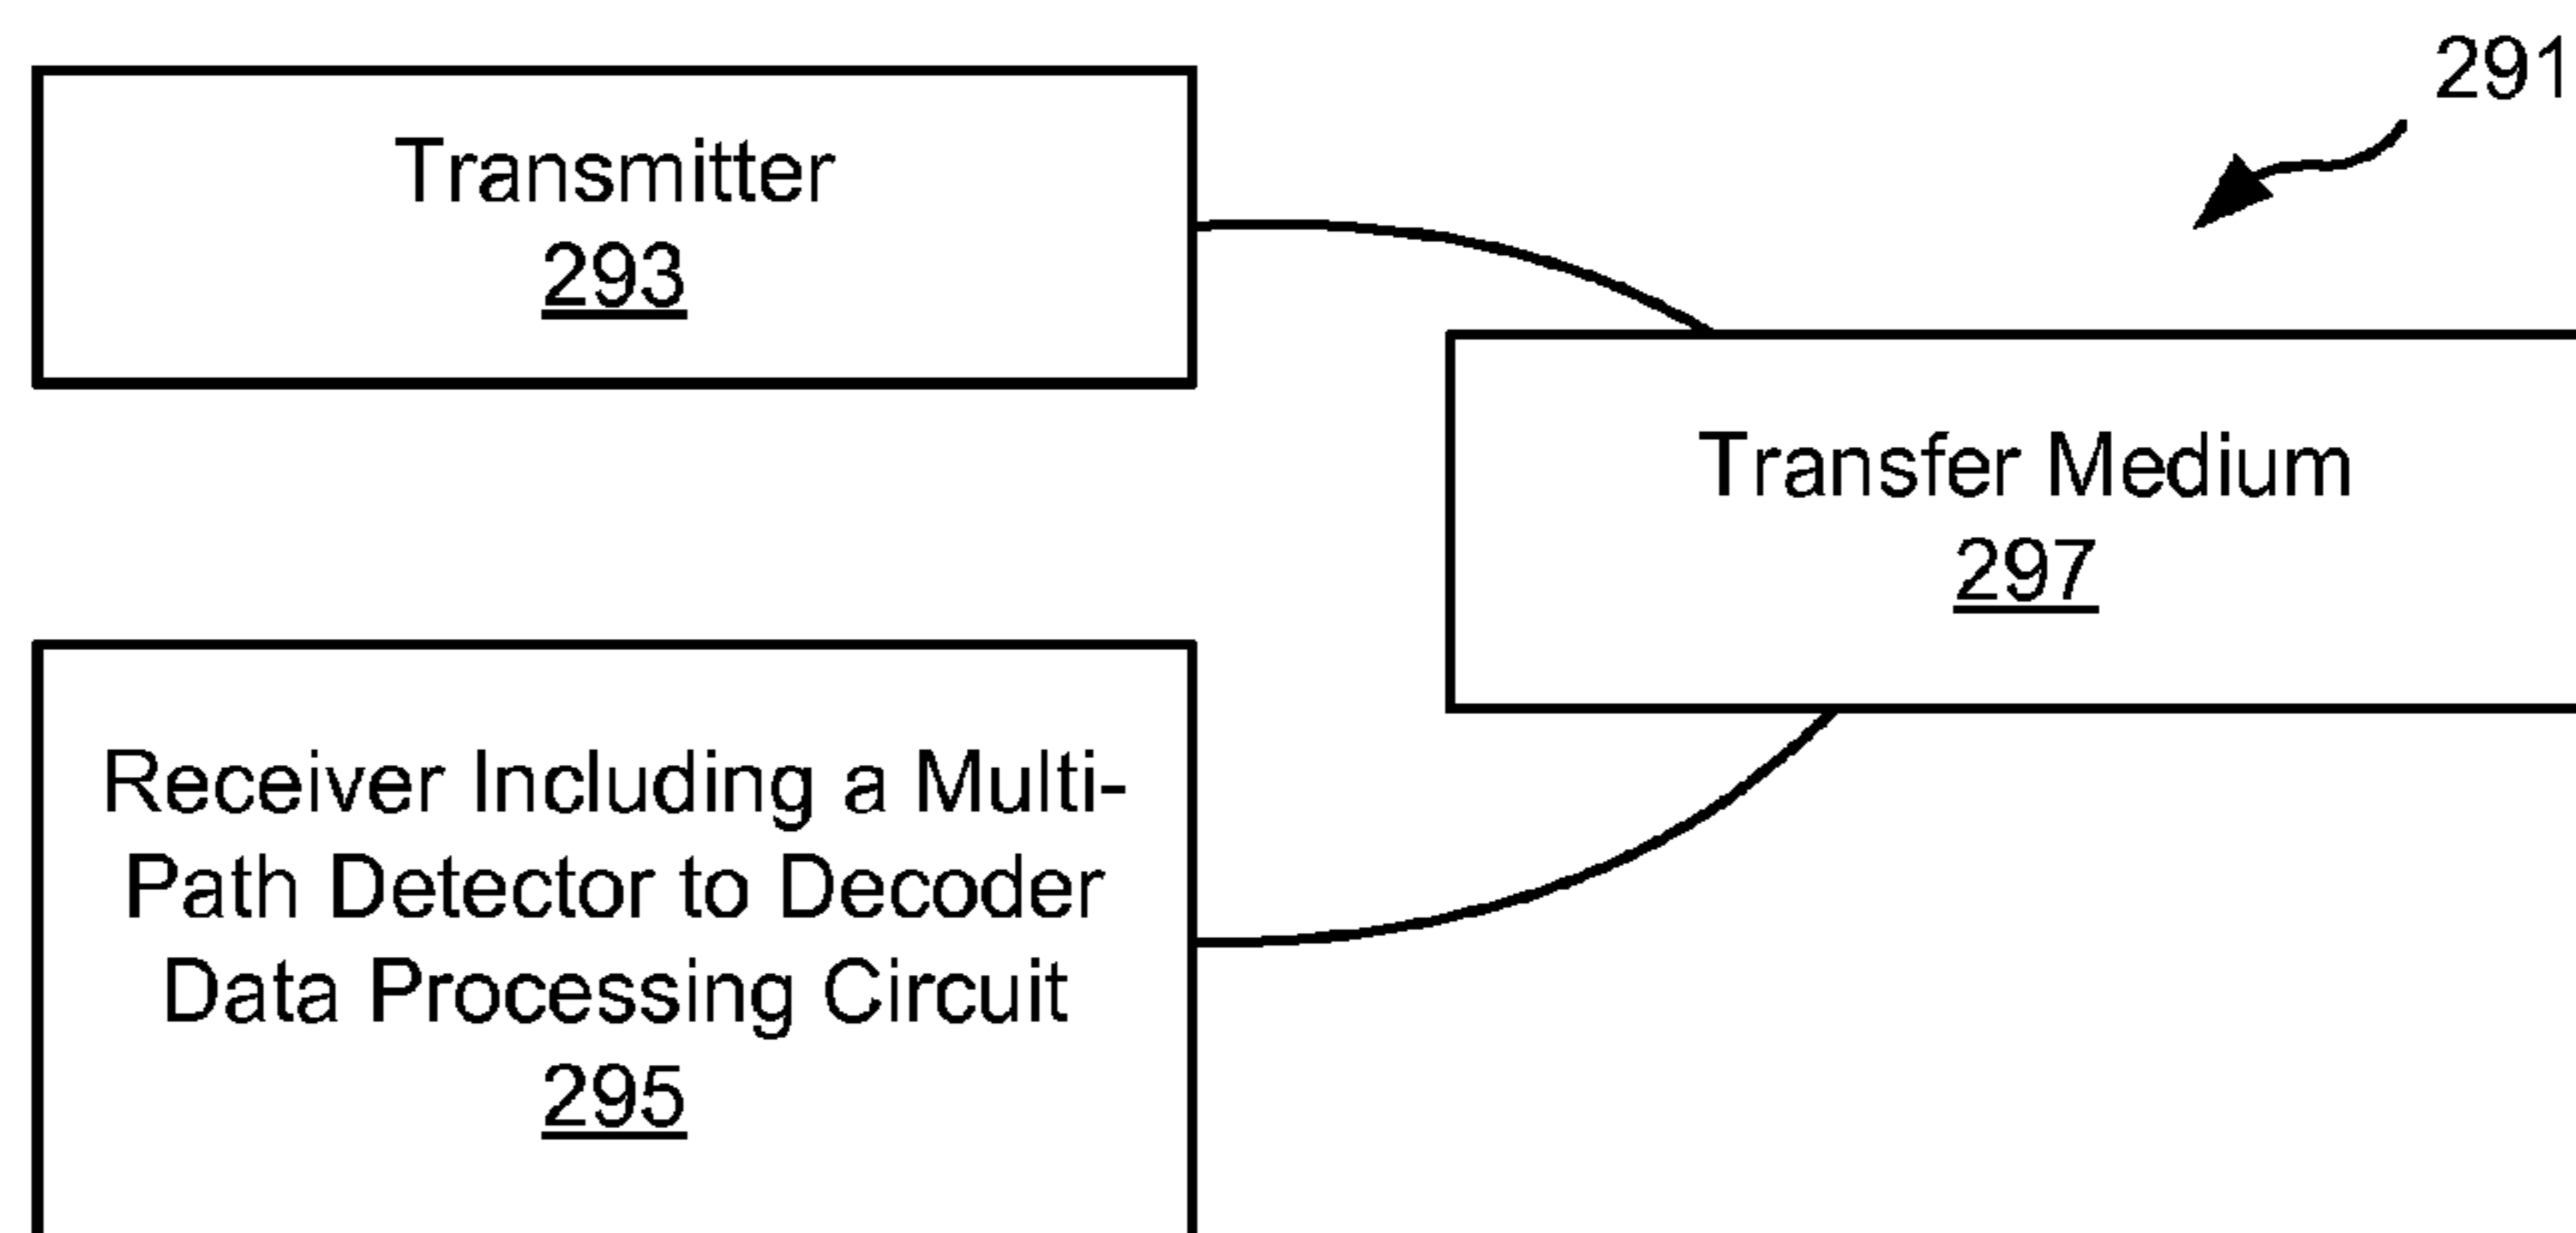 291
Transmitter
293
Transfer Medium
297
Receiver Including a Multi-
Path Detector to Decoder
Data Processing Circuit
295